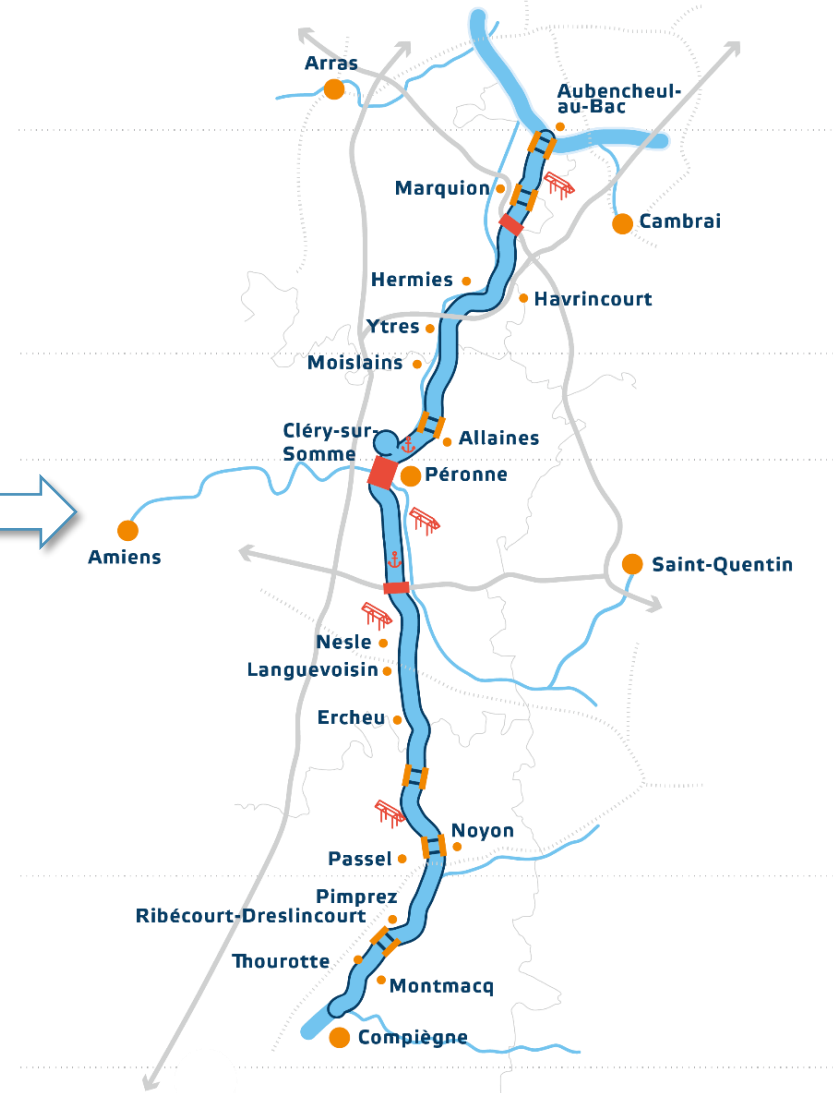 Arras
Aubencheul-
au-Bac
Marquion
Cambrai
Hermies
Havrincourt
Ytres
Moislains
Cléry-sur-
Somme
Allaines
Péronne
Amiens
Saint-Quentin
Nesle
Languevoisin
Ercheu
Noyon
Passel
Pimprez
Ribécourt-Dreslincourt
Thourotte
Montmacq
Compiègne